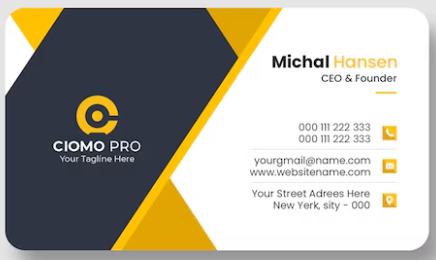 CIOMO PRO
Your Tagline Here
Michal Hansen
CEO & Founder
000 111 222 333
000 111 222 333
yourgmail@name.com
www.websitename.com
Your Street Adrees Here
New Yerk, sity - 000